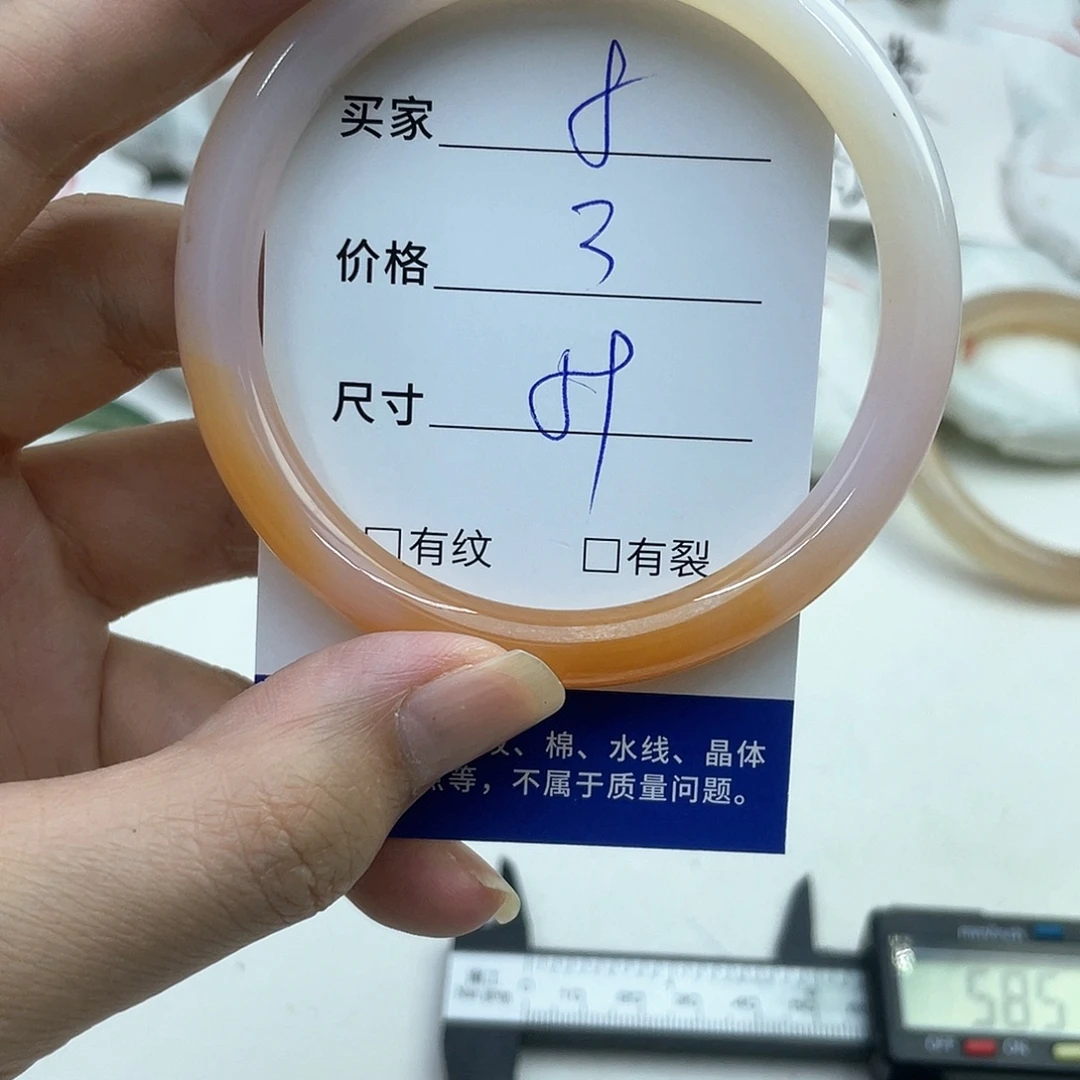 买家 8
价格 3
尺寸
□有纹 □有裂
、棉、水线、晶体
等，不属于质量问题。
585